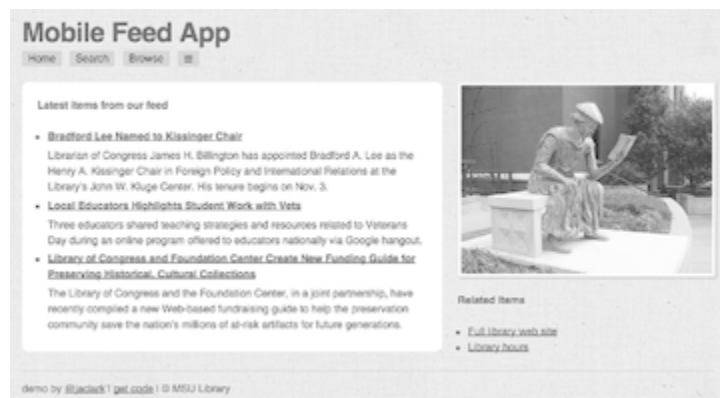 Mobile Feed App
Home Search Browse ≡
Latest items from our feed
Bradford Lee Named to Kissinger Chair
Librarian of Congress James H. Billington has appointed Bradford A. Lee as the
Henry A. Kissinger Chair in Foreign Policy and International Relations at the
Library's John W. Kluge Center. His tenure begins on Nov. 3.
Local Educators Highlights Student Work with Vets
Three educators shared teaching strategies and resources related to Veterans
Day during an online program offered to educators nationally via Google hangout.
Library of Congress and Foundation Center Create New Funding Guide for
Preserving Historical, Cultural Collections
The Library of Congress and the Foundation Center, in a joint partnership, have
recently compiled a new Web-based fundraising guide to help the preservation
community save the nation's millions of at-risk artifacts for future generations.
Related Items
Full library web site
Library hours
demo by @jaclark | get code | © MSU Library